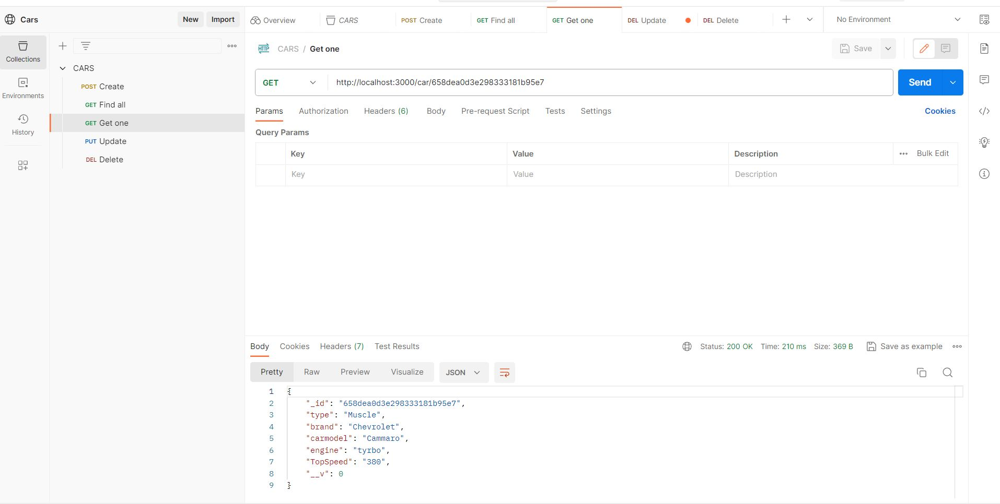 Cars
New
Import
Overview
CARS
POST Create
GET Find all
GET Get one
DEL Update
DEL Delete
No Environment
Collections
Environments
History
CARS
POST Create
GET Find all
GET Get one
PUT Update
DEL Delete
HTTP CARS / Get one
Save
GET http://localhost:3000/car/658dea0d3e298333181b95e7
Send
Params Authorization Headers (6) Body Pre-request Script Tests Settings
Cookies
Query Params
Key Value Description Bulk Edit
Key Value Description
Body Cookies Headers (7) Test Results
Status: 200 OK Time: 210 ms Size: 369 B Save as example
Pretty Raw Preview Visualize JSON
1 {
2 "_id": "658dea0d3e298333181b95e7",
3 "type": "Muscle",
4 "brand": "Chevrolet",
5 "carmodel": "Cammaro",
6 "engine": "tyrbo",
7 "TopSpeed": "380",
8 "__v": 0
9 }